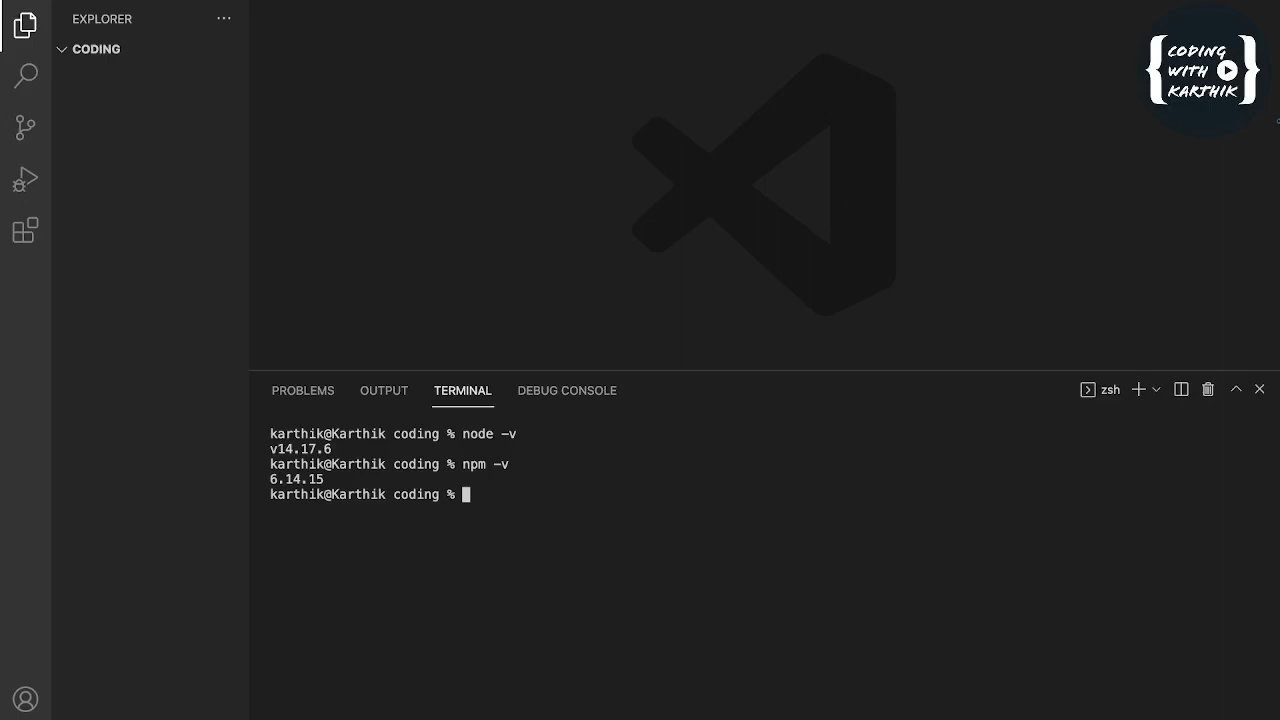 EXPLORER
CODING
CODING
WITH
KARTHIK
PROBLEMS OUTPUT TERMINAL DEBUG CONSOLE
zsh
karthik@Karthik coding % node -v
v14.17.6
karthik@Karthik coding % npm -v
6.14.15
karthik@Karthik coding %